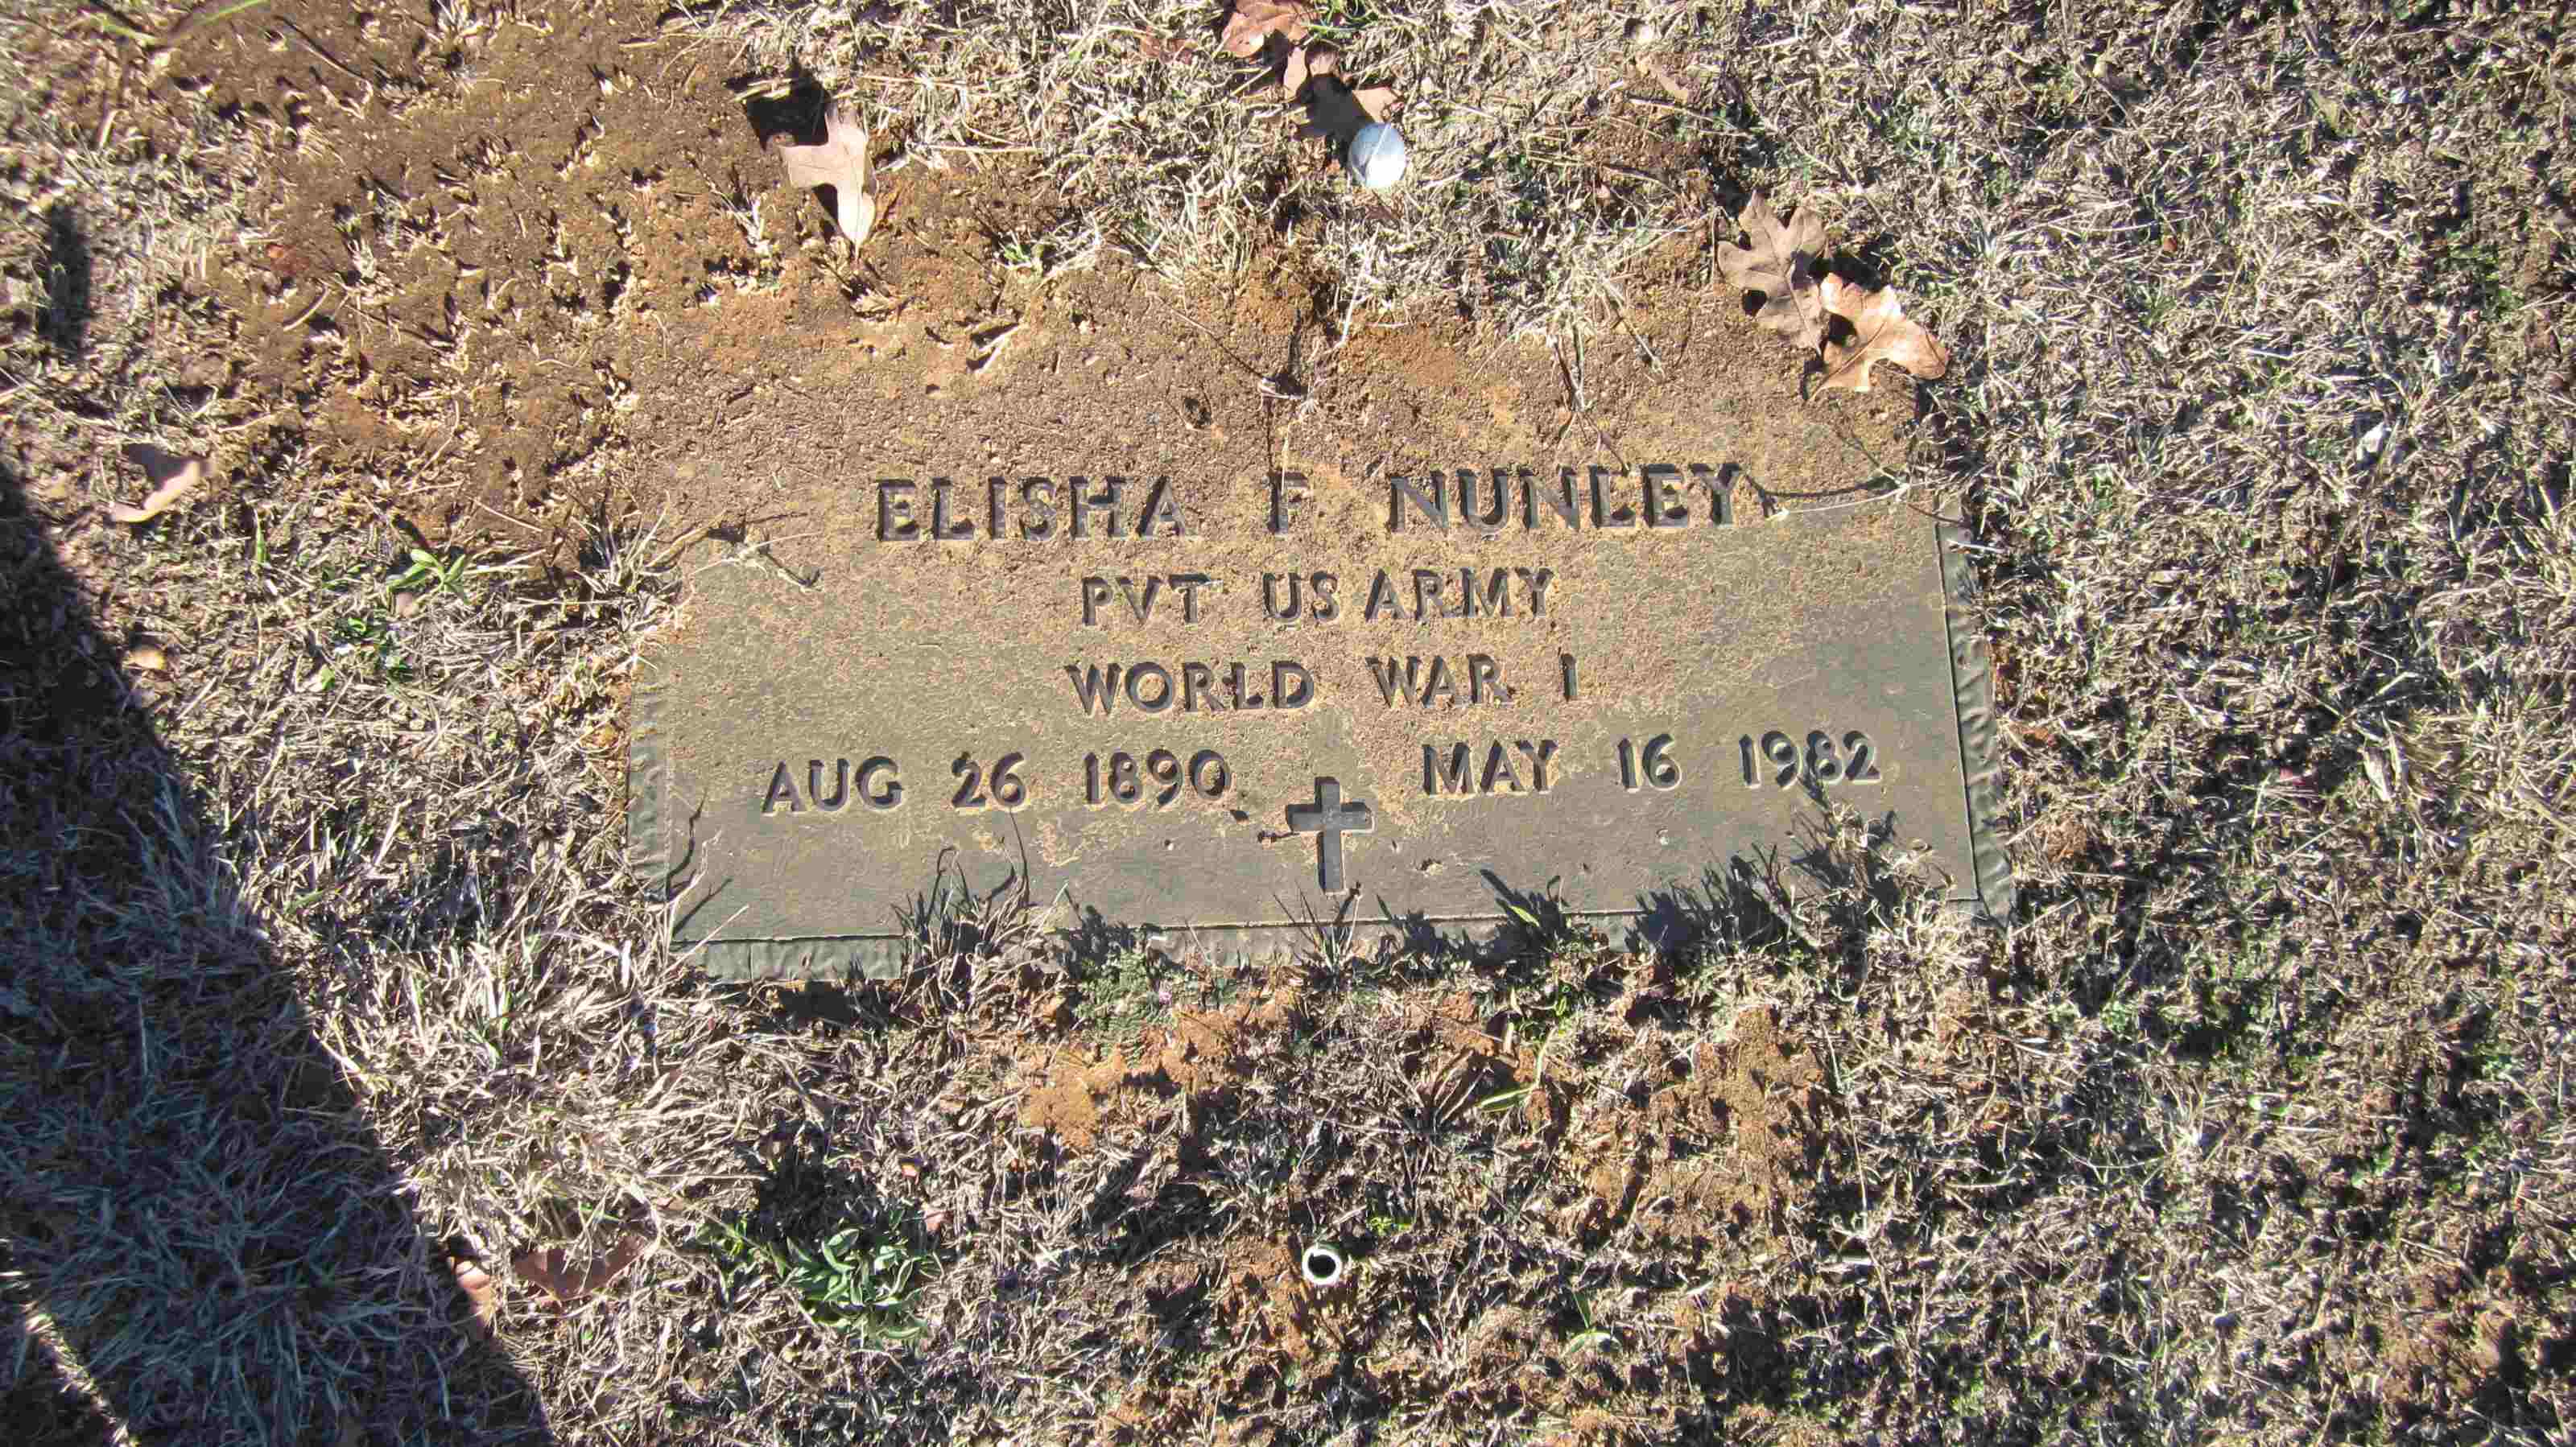 ELISHA F NUNLEY
PVT US ARMY
WORLD WAR I
AUG 26 1890 MAY 16 1982